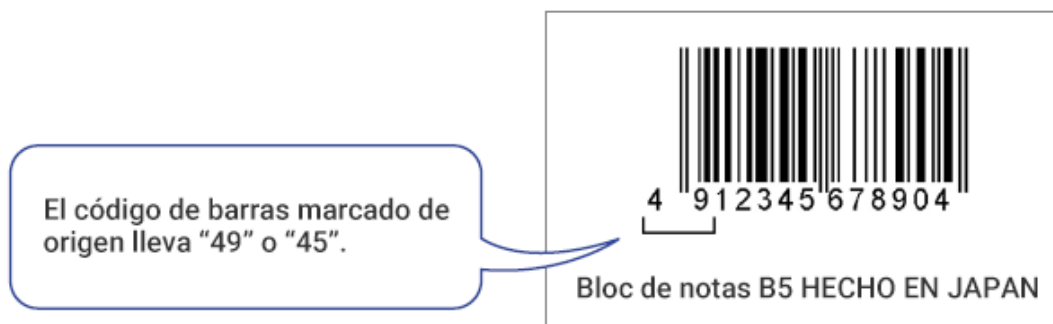 El código de barras marcado de
origen lleva “49” o “45”.
4 912345 678904
Bloc de notas B5 HECHO EN JAPAN